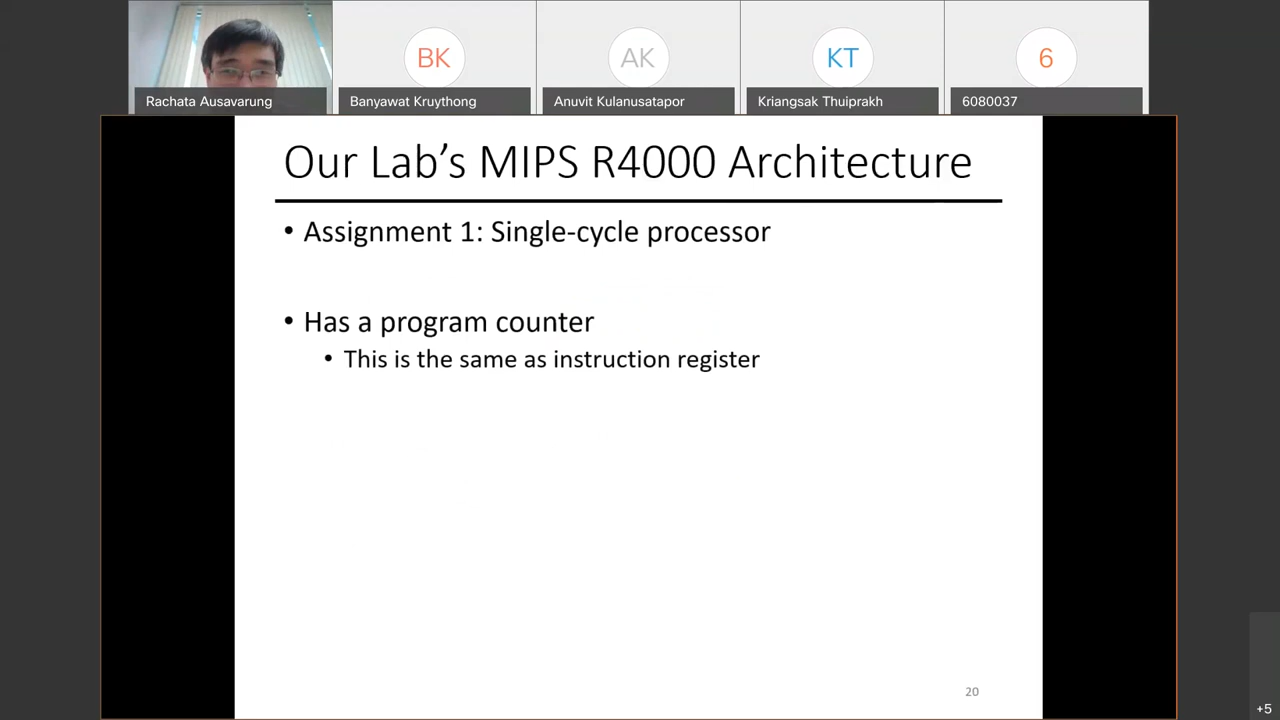 BK
AK
KT
6
Rachata Ausavarung
Banyawat Kruythong
Anuvit Kulanusatapor
Kriangsak Thuiprakh
6080037
Our Lab’s MIPS R4000 Architecture
• Assignment 1: Single-cycle processor
• Has a program counter
• This is the same as instruction register
20
+5